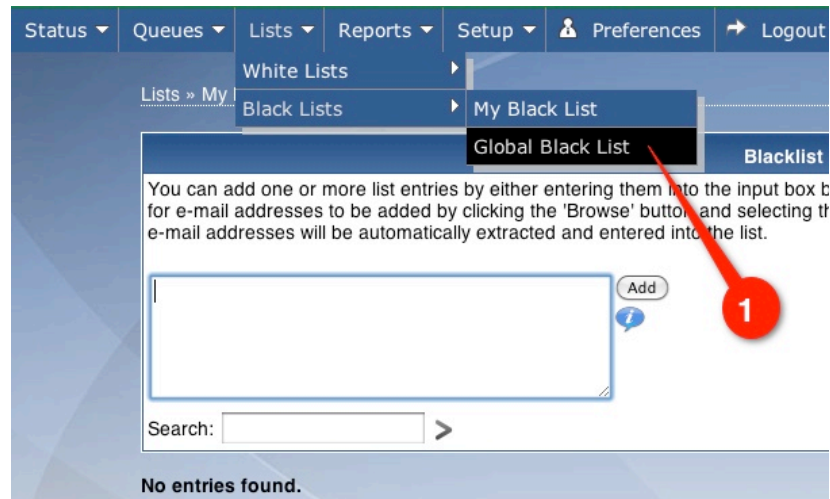 Status Queues Lists Reports Setup Preferences Logout
White Lists
Lists » My
Black Lists My Black List
Global Black List
Blacklist
You can add one or more list entries by either entering them into the input box
for e-mail addresses to be added by clicking the 'Browse' button and selecting
e-mail addresses will be automatically extracted and entered into the list.
Add
1
Search:
No entries found.